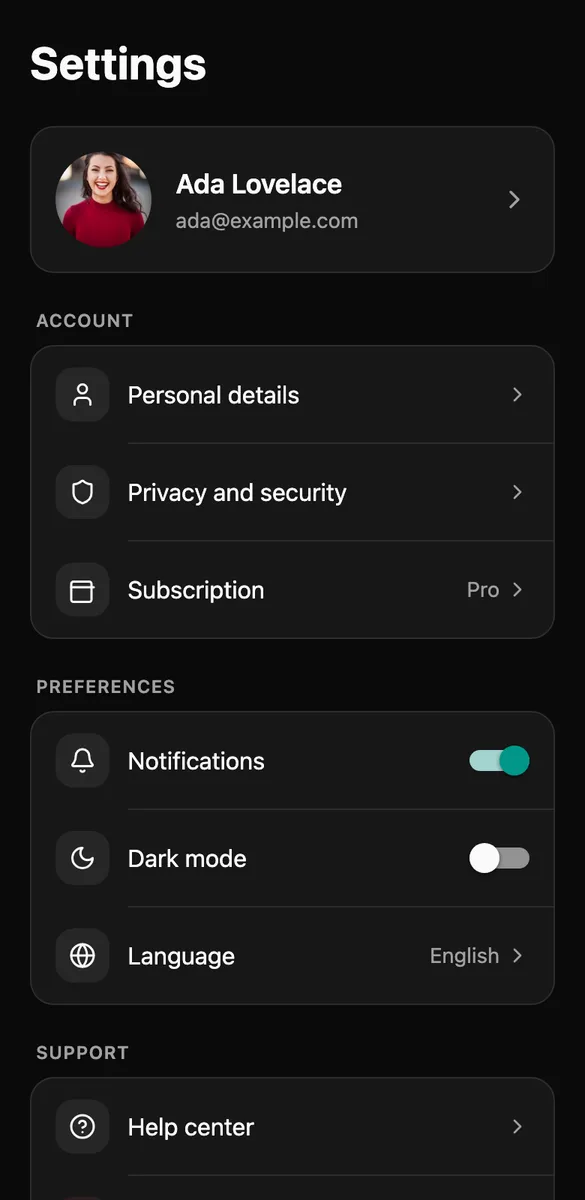 Settings
Ada Lovelace
ada@example.com
ACCOUNT
Personal details
Privacy and security
Subscription
Pro
PREFERENCES
Notifications
Dark mode
Language
English
SUPPORT
Help center